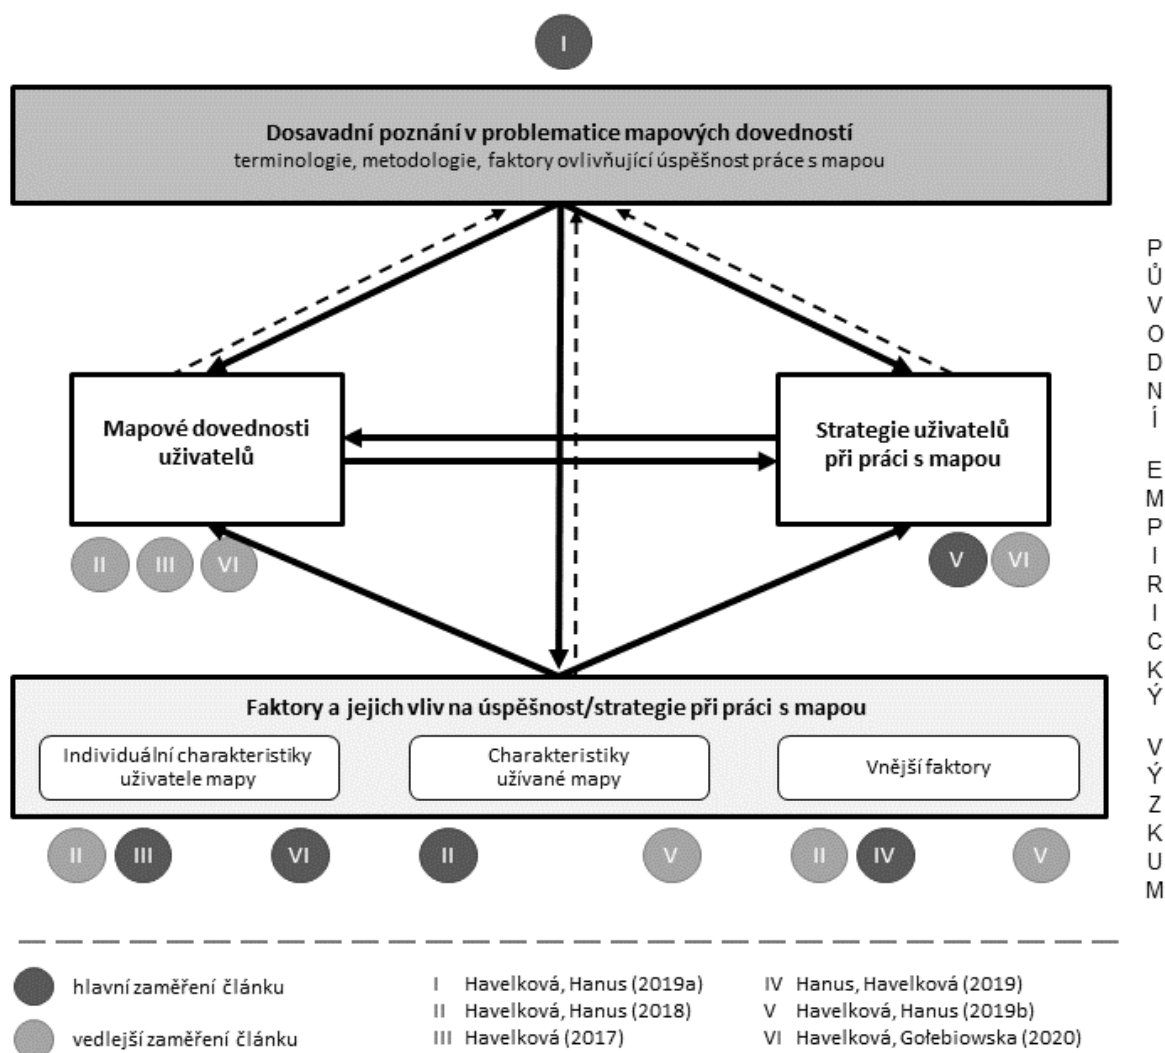 I
Dosavadní poznání v problematice mapových dovedností
terminologie, metodologie, faktory ovlivňující úspěšnost práce s mapou
Mapové dovednosti
uživatelů
Strategie uživatelů
při práci s mapou
II III VI
V VI
Faktory a jejich vliv na úspěšnost/strategie při práci s mapou
Individuální charakteristiky
uživatele mapy
Charakteristiky
užívané mapy
Vnější faktory
II III VI II V II IV V
PŮVODNÍ EMPIRICKÝ VÝZKUM
hlavní zaměření článku
vedlejší zaměření článku
I Havelková, Hanus (2019a)
II Havelková, Hanus (2018)
III Havelková (2017)
IV Hanus, Havelková (2019)
V Havelková, Hanus (2019b)
VI Havelková, Gołebiowska (2020)